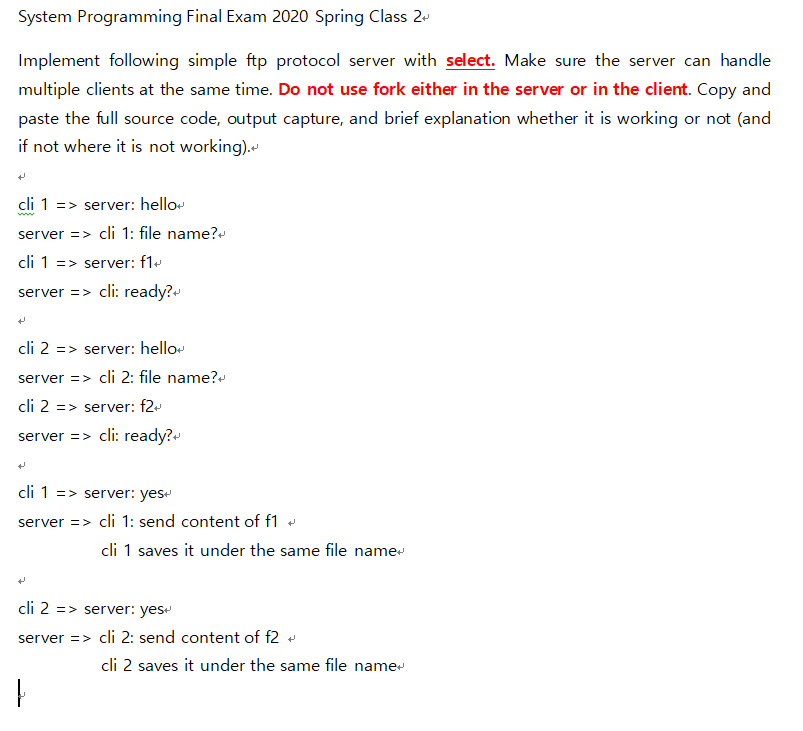 System Programming Final Exam 2020 Spring Class 2
Implement following simple ftp protocol server with select. Make sure the server can handle
multiple clients at the same time. Do not use fork either in the server or in the client. Copy and
paste the full source code, output capture, and brief explanation whether it is working or not (and
if not where it is not working).
cli 1 => server: hello
server => cli 1: file name?
cli 1 => server: f1
server => cli: ready?
cli 2 => server: hello
server => cli 2: file name?
cli 2 => server: f2
server => cli: ready?
cli 1 => server: yes
server => cli 1: send content of f1
cli 1 saves it under the same file name
cli 2 => server: yes
server => cli 2: send content of f2
cli 2 saves it under the same file name